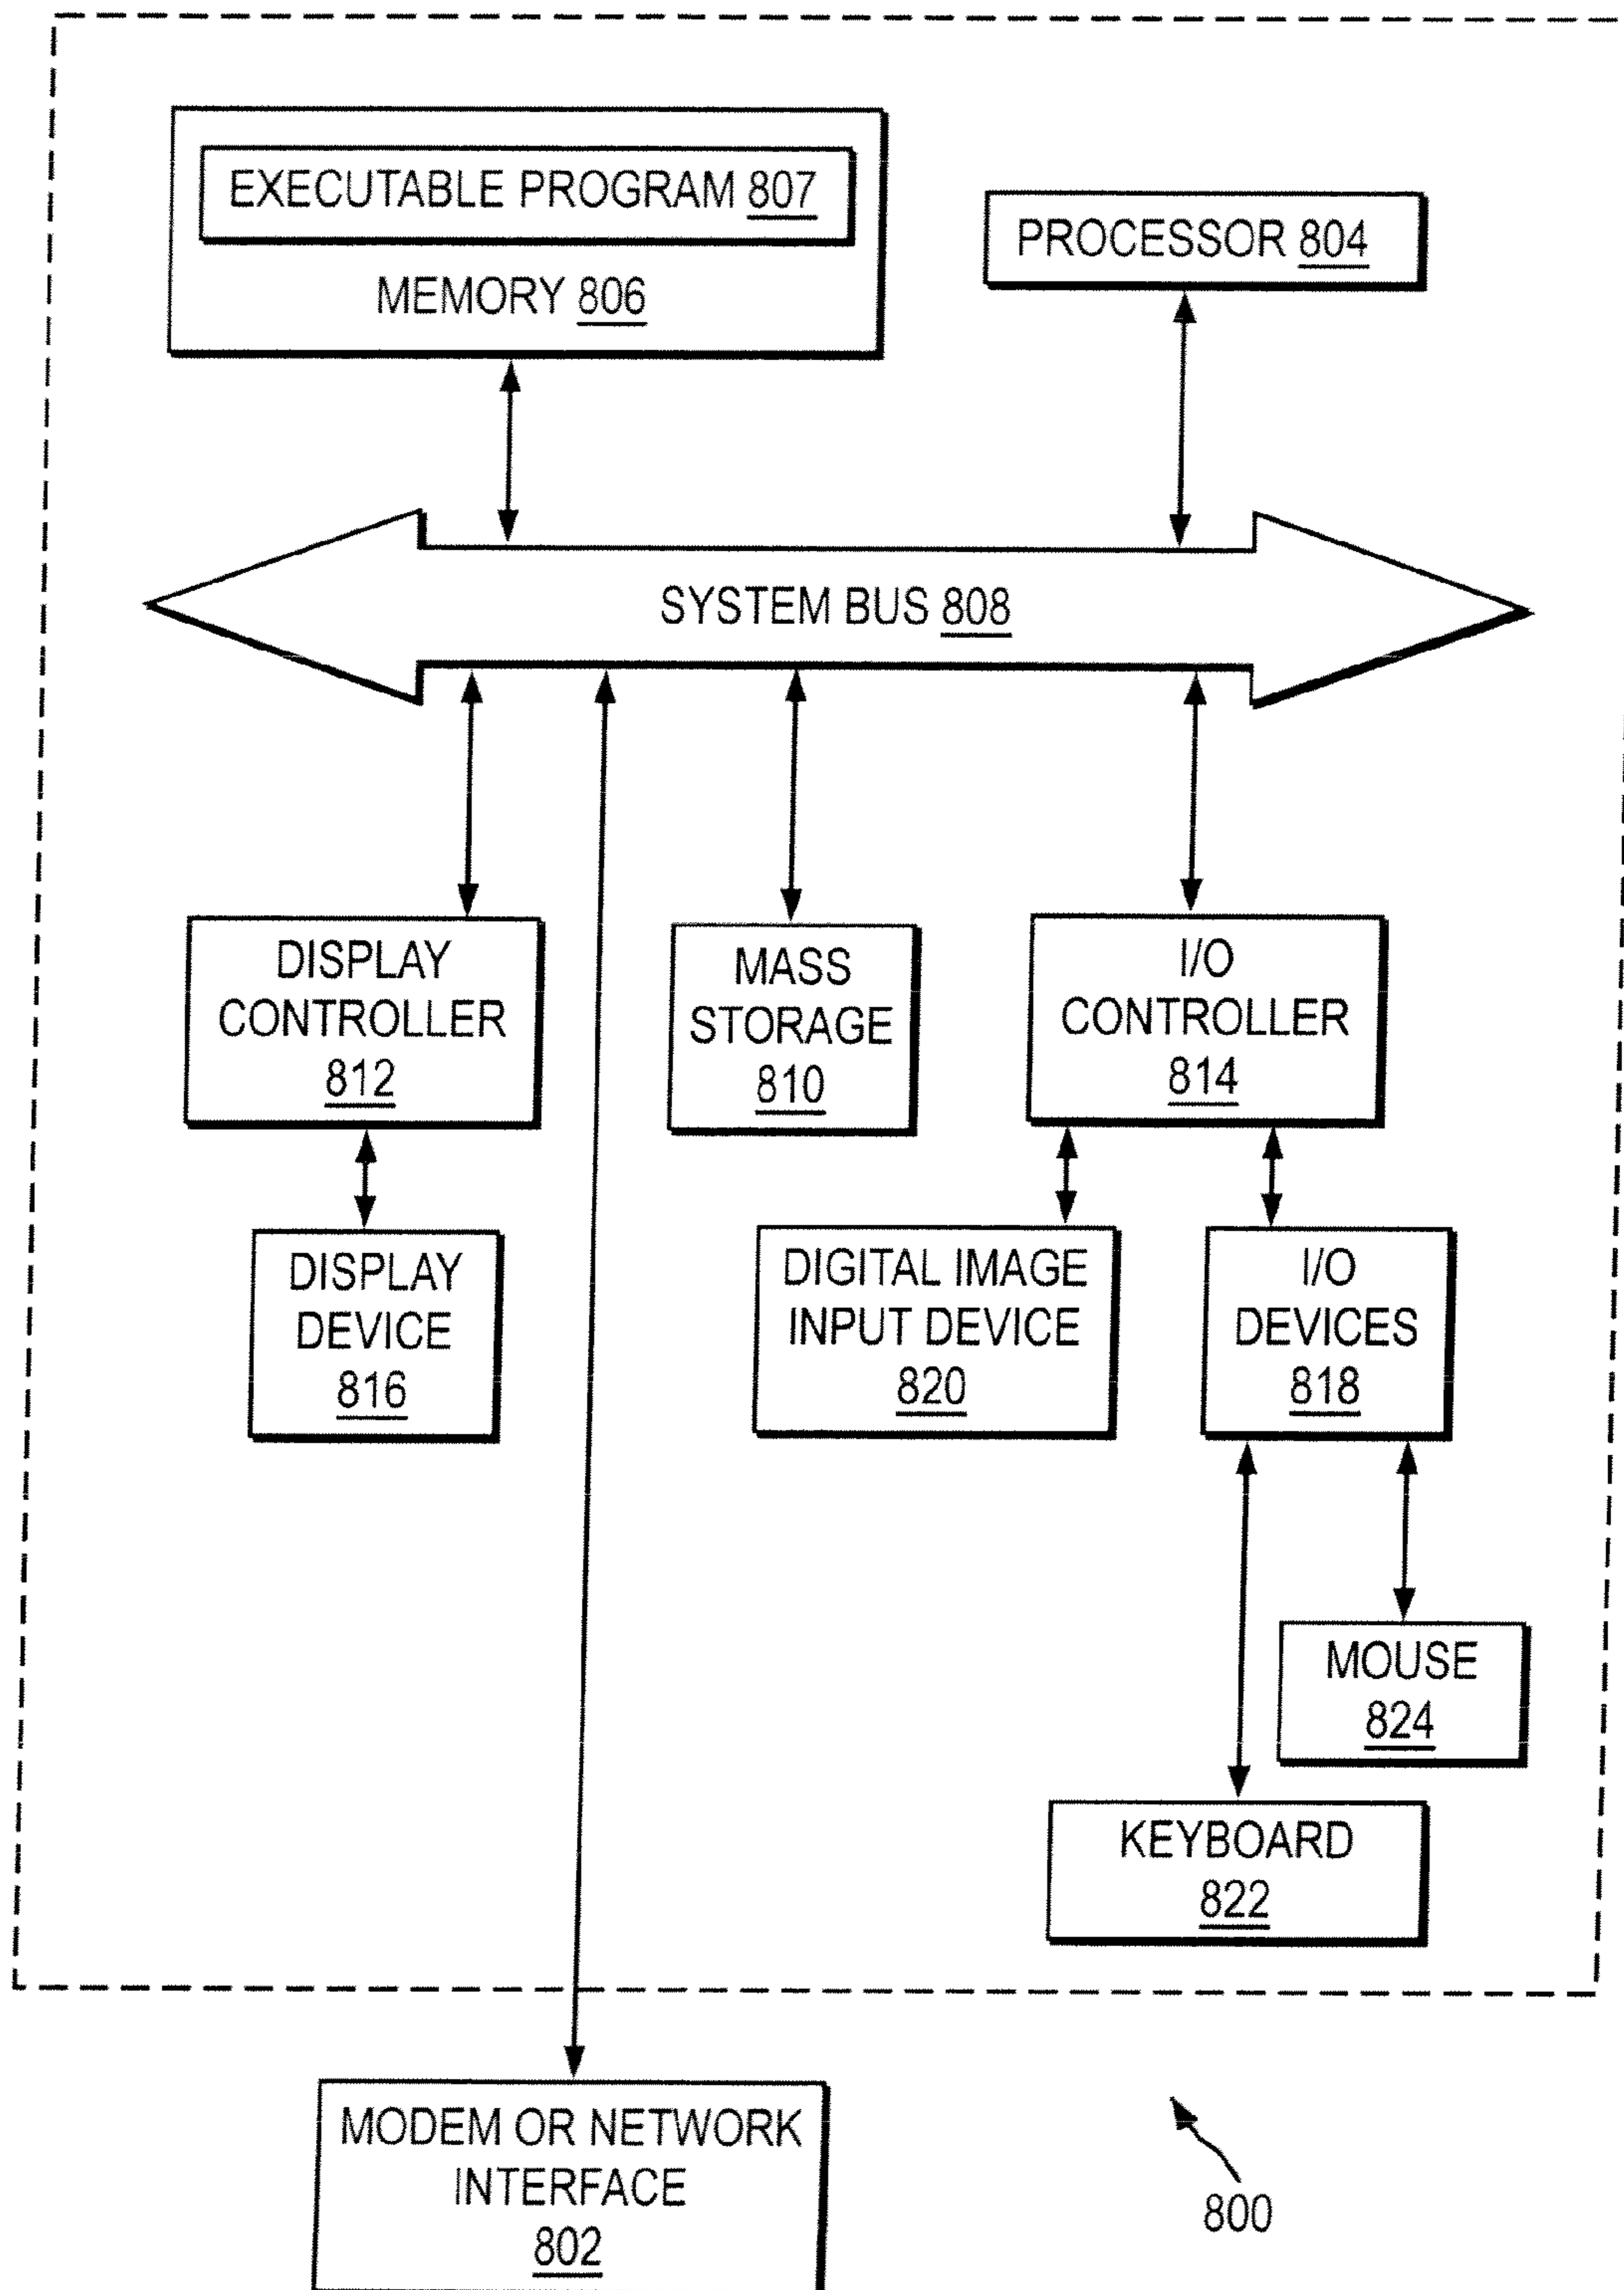 EXECUTABLE PROGRAM 807
MEMORY 806
PROCESSOR 804
SYSTEM BUS 808
DISPLAY
CONTROLLER
812
MASS
STORAGE
810
I/O
CONTROLLER
814
DISPLAY
DEVICE
816
DIGITAL IMAGE
INPUT DEVICE
820
I/O
DEVICES
818
MOUSE
824
KEYBOARD
822
MODEM OR NETWORK
INTERFACE
802
800